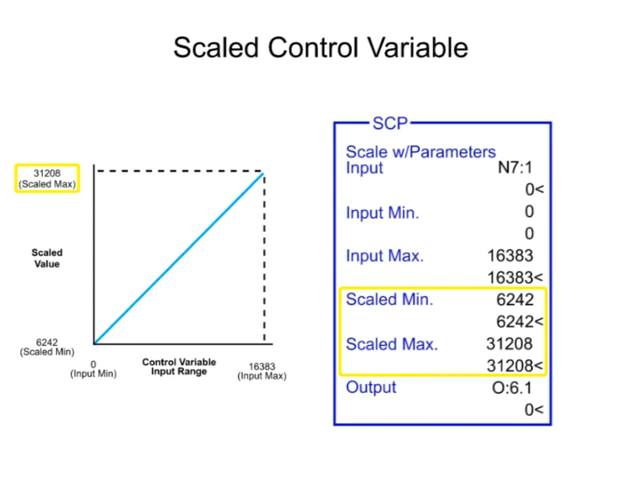 Scaled Control Variable
31208
(Scaled Max)
Scaled
Value
6242
(Scaled Min)
0
(Input Min)
Control Variable
Input Range
16383
(Input Max)
SCP
Scale w/Parameters
Input N7:1
0<
Input Min. 0
0
Input Max. 16383
16383<
Scaled Min. 6242
6242<
Scaled Max. 31208
31208<
Output O:6.1
0<